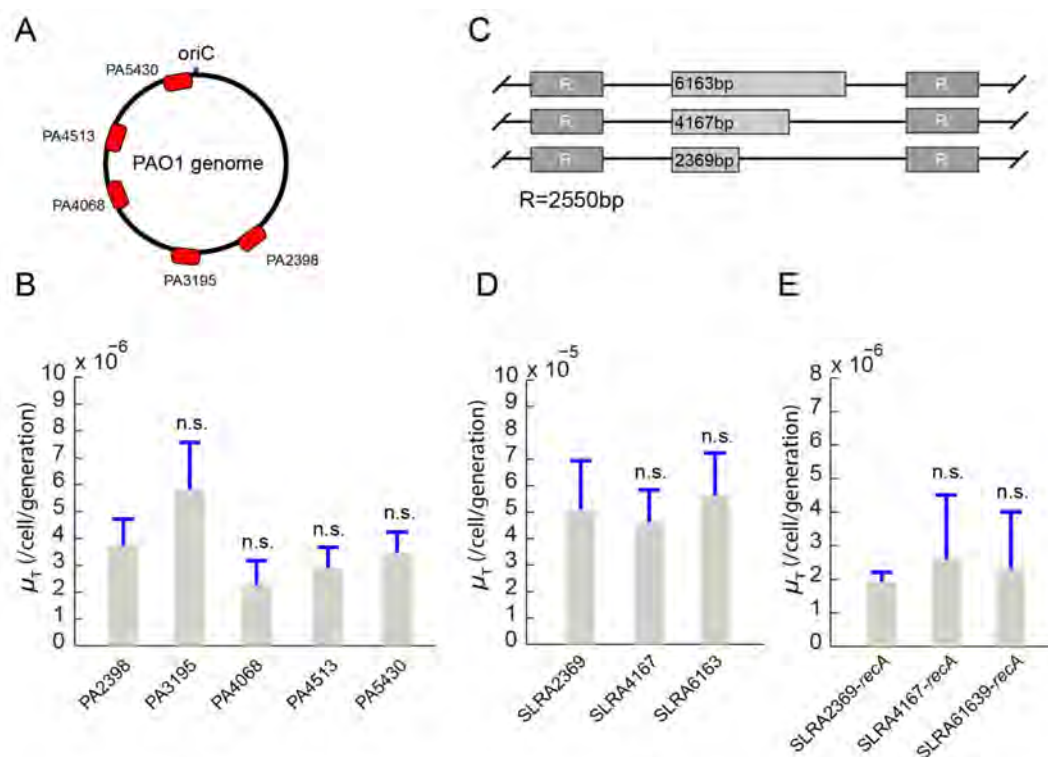 A
oriC
PA5430
PA4513
PAO1 genome
PA4068
PA3195
PA2398
C
R 6163bp R
R 4167bp R
R 2369bp R
R=2550bp
B
10 x 10⁻⁶
9
8
7
6
5
4
3
2
1
0
μT (/cell/generation)
n.s.
n.s.
n.s.
n.s.
PA2398
PA3195
PA4068
PA4513
PA5430
D
10 x 10⁻⁵
9
8
7
6
5
4
3
2
1
0
μT (/cell/generation)
n.s.
n.s.
SLRA2369
SLRA4167
SLRA6163
E
8 x 10⁻⁶
7
6
5
4
3
2
1
0
μT (/cell/generation)
n.s.
n.s.
SLRA2369-recA
SLRA4167-recA
SLRA61639-recA